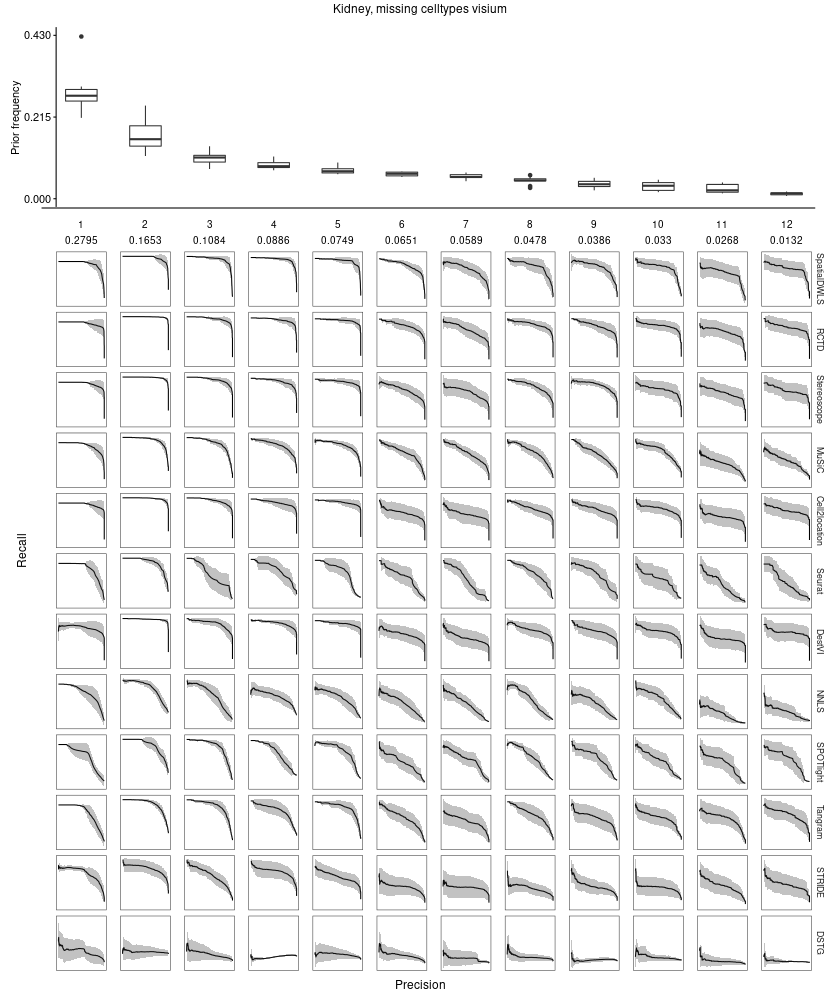 Kidney, missing celltypes visium
0.430
0.215
0.000
Prior frequency
1 2 3 4 5 6 7 8 9 10 11 12
0.2795 0.1653 0.1084 0.0886 0.0749 0.0651 0.0589 0.0478 0.0386 0.033 0.0268 0.0132
SpatialDWLS
RCTD
Stereoscope
MuSiC
Cell2location
Seurat
DestVI
NNLS
SPOTlight
Tangram
STRIDE
DSTG
Recall
Precision